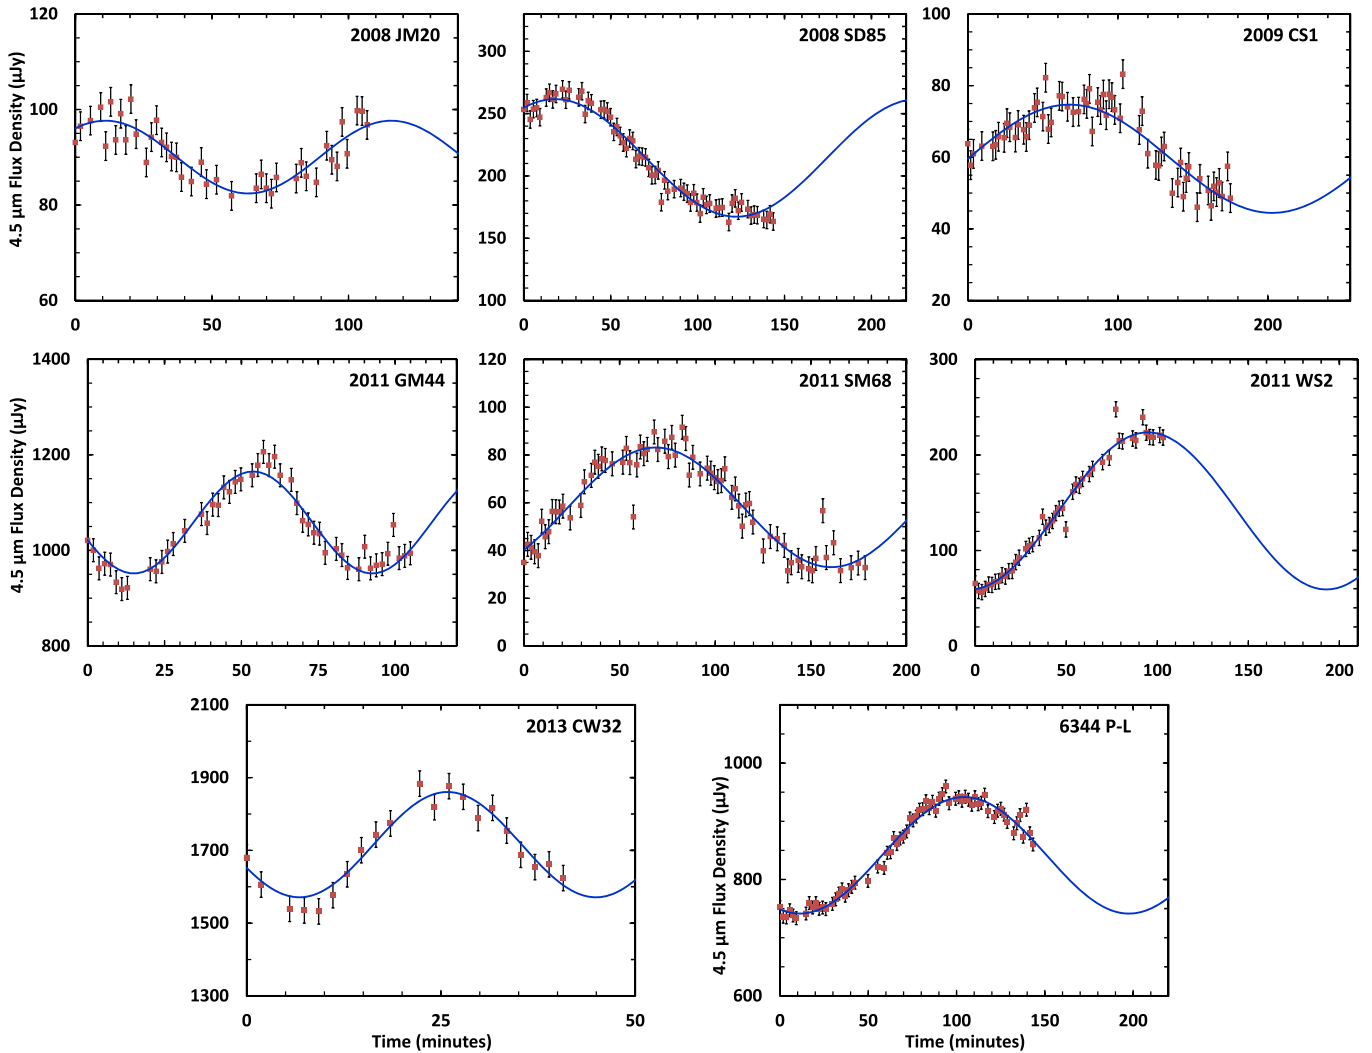 2008 JM20
4.5 µm Flux Density (µJy)
120
100
80
60
0 50 100
2008 SD85
300
250
200
150
100
0 50 100 150 200
2009 CS1
100
80
60
40
20
0 100 200
2011 GM44
4.5 µm Flux Density (µJy)
1400
1200
1000
800
0 25 50 75 100
2011 SM68
120
100
80
60
40
20
0
0 50 100 150 200
2011 WS2
300
200
100
0
0 50 100 150 200
2013 CW32
2100
1900
1700
1500
1300
0 25 50
Time (minutes)
6344 P-L
4.5 µm Flux Density (µJy)
1000
800
600
0 50 100 150 200
Time (minutes)